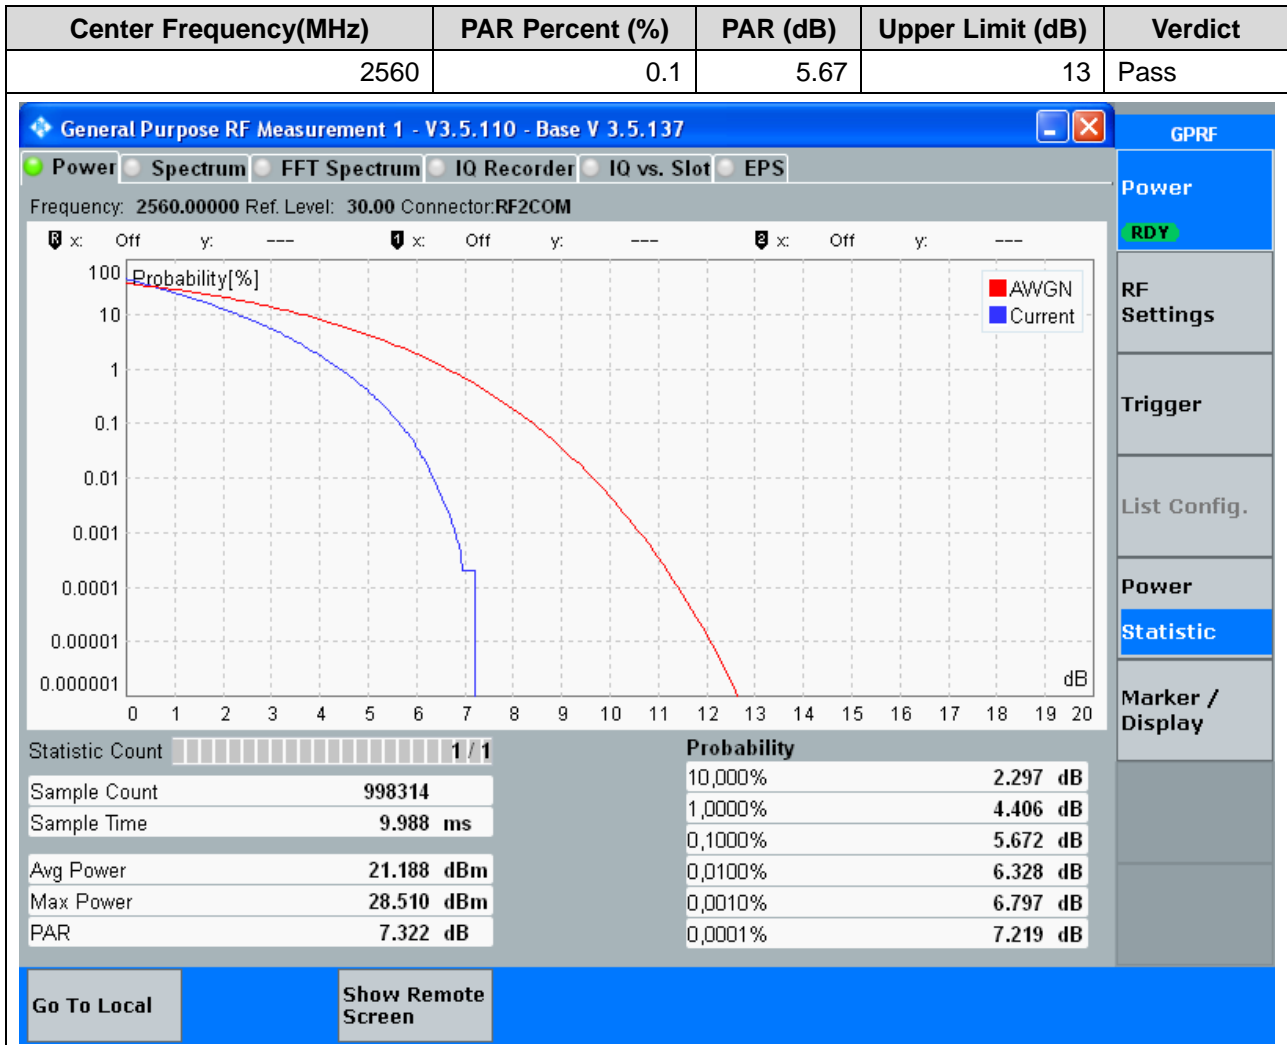 Center Frequency(MHz) PAR Percent (%) PAR (dB) Upper Limit (dB) Verdict
2560 0.1 5.67 13 Pass
General Purpose RF Measurement 1 - V3.5.110 - Base V 3.5.137
GPRF
Power Spectrum FFT Spectrum IQ Recorder IQ vs. Slot EPS
Power
RDY
Frequency: 2560.00000 Ref. Level: 30.00 Connector:RF2COM
R x: Off y: --- 1 x: Off y: --- 2 x: Off y: ---
Probability[%]
100
10
1
0.1
0.01
0.001
0.0001
0.00001
0.000001
AWGN
Current
dB
0 1 2 3 4 5 6 7 8 9 10 11 12 13 14 15 16 17 18 19 20
RF
Settings
Trigger
List Config.
Power
Statistic
Marker /
Display
Statistic Count 1 / 1
Sample Count 998314
Sample Time 9.988 ms
Avg Power 21.188 dBm
Max Power 28.510 dBm
PAR 7.322 dB
Probability
10,000% 2.297 dB
1,0000% 4.406 dB
0,1000% 5.672 dB
0,0100% 6.328 dB
0,0010% 6.797 dB
0,0001% 7.219 dB
Go To Local
Show Remote
Screen